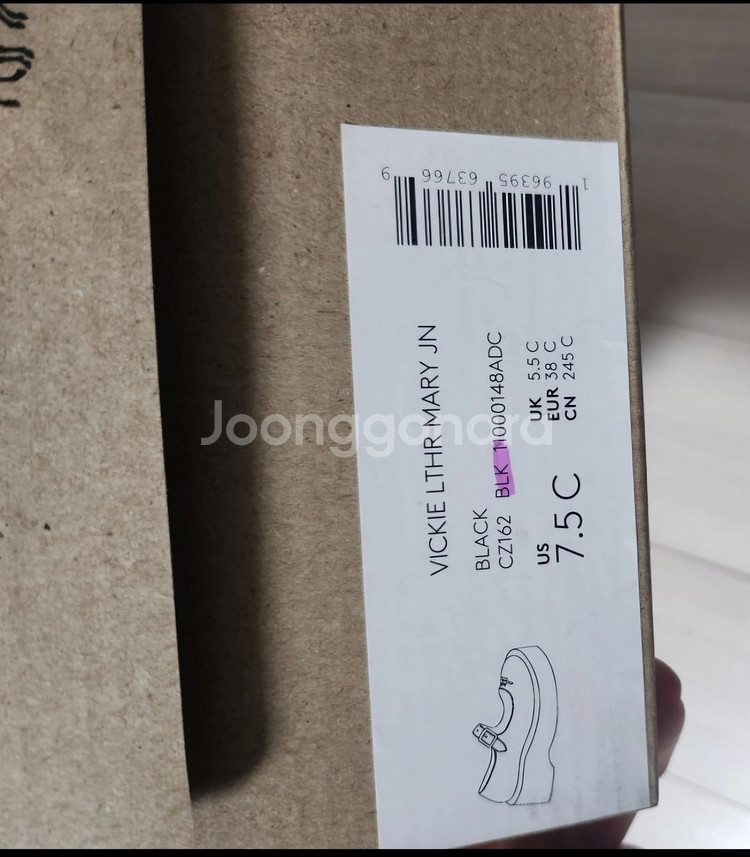 VICKIE LTHR MARY JN
BLACK
CZ162 BLK 11000148ADC
US
7.5 C
UK 5.5 C
EUR 38 C
CN 245 C
1 96395 63766 9
Joonggonara